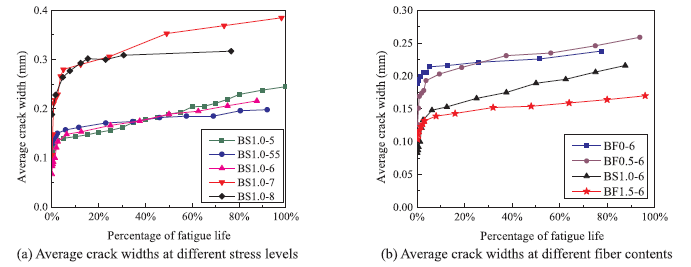 0.4
0.3
0.2
0.1
0.0
Average crack width (mm)
BS1.0-5
BS1.0-55
BS1.0-6
BS1.0-7
BS1.0-8
0% 20% 40% 60% 80% 100%
Percentage of fatigue life
(a) Average crack widths at different stress levels
0.30
0.25
0.20
0.15
0.10
0.05
0.00
Average crack width (mm)
BF0-6
BF0.5-6
BS1.0-6
BF1.5-6
0% 20% 40% 60% 80% 100%
Percentage of fatigue life
(b) Average crack widths at different fiber contents